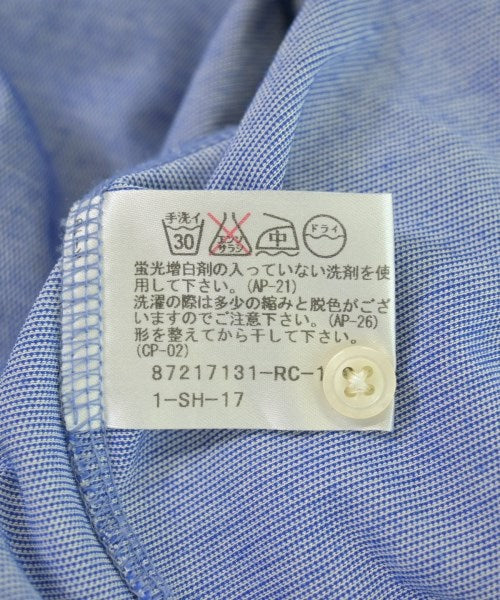 手洗イ
30
エンソ
サラシ
中
ドライ
蛍光増白剤の入っていない洗剤を使
用して下さい。(AP-21)
洗濯の際は多少の縮みと脱色がござ
いますのでご注意下さい。(AP-26)
形を整えてから干して下さい。
(CP-02)
87217131-RC-1
1-SH-17